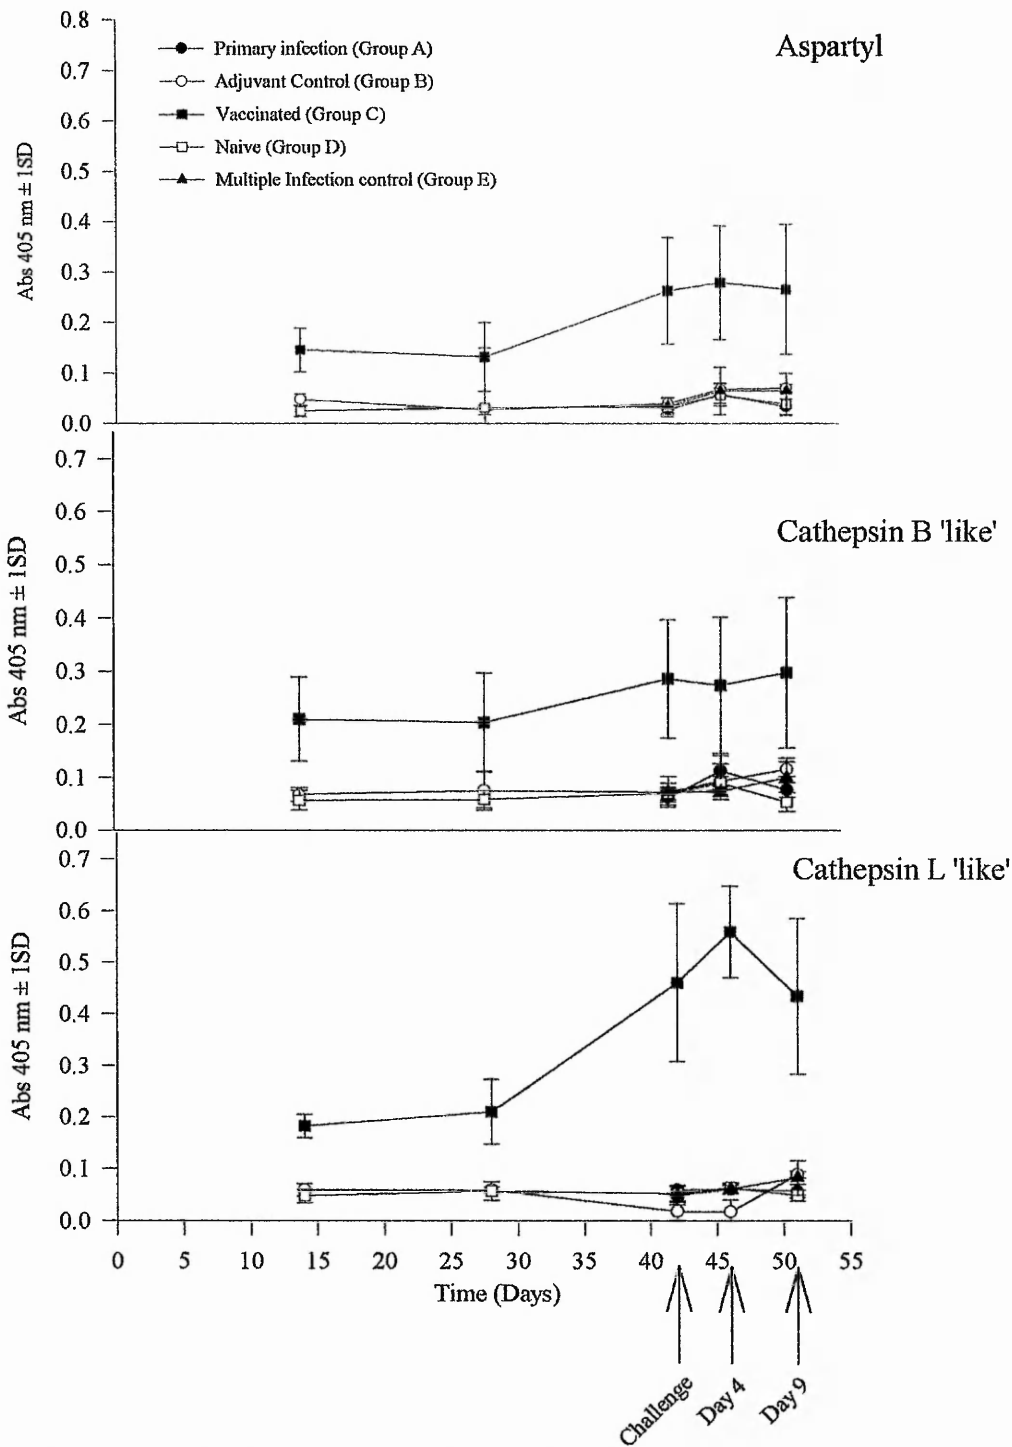 Aspartyl
Primary infection (Group A)
Adjuvant Control (Group B)
Vaccinated (Group C)
Naive (Group D)
Multiple Infection control (Group E)
Abs 405 nm ± 1SD
0.8
0.7
0.6
0.5
0.4
0.3
0.2
0.1
0.0
Cathepsin B 'like'
Abs 405 nm ± 1SD
0.7
0.6
0.5
0.4
0.3
0.2
0.1
0.0
Cathepsin L 'like'
Abs 405 nm ± 1SD
0.7
0.6
0.5
0.4
0.3
0.2
0.1
0.0
0 5 10 15 20 25 30 35 40 45 50 55
Time (Days)
Challenge
Day 4
Day 9